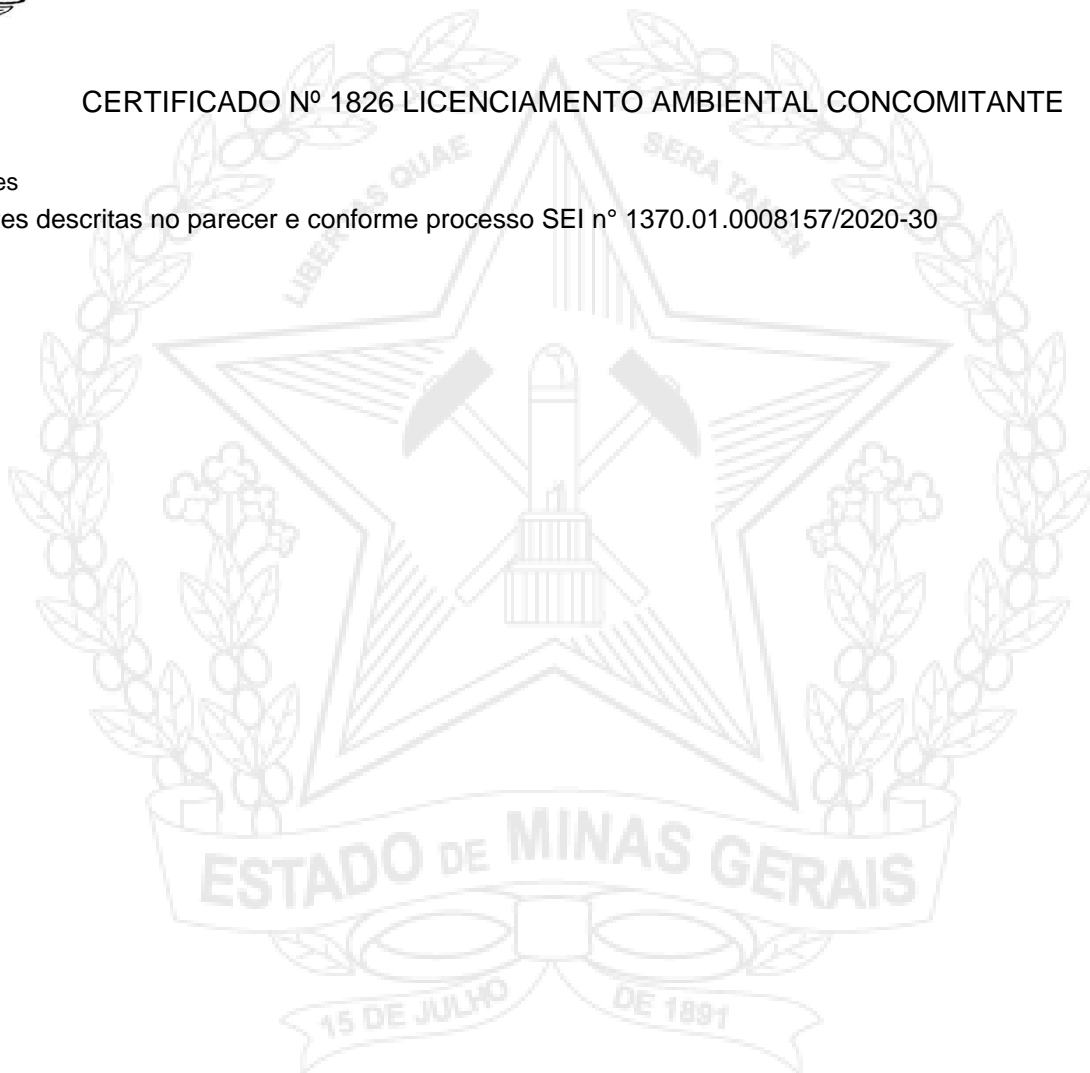 CERTIFICADO Nº 1826 LICENCIAMENTO AMBIENTAL CONCOMITANTE
es
es descritas no parecer e conforme processo SEI n° 1370.01.0008157/2020-30
LIBERTAS QUAE SERA TAMEN
ESTADO DE MINAS GERAIS
15 DE JULHO DE 1891